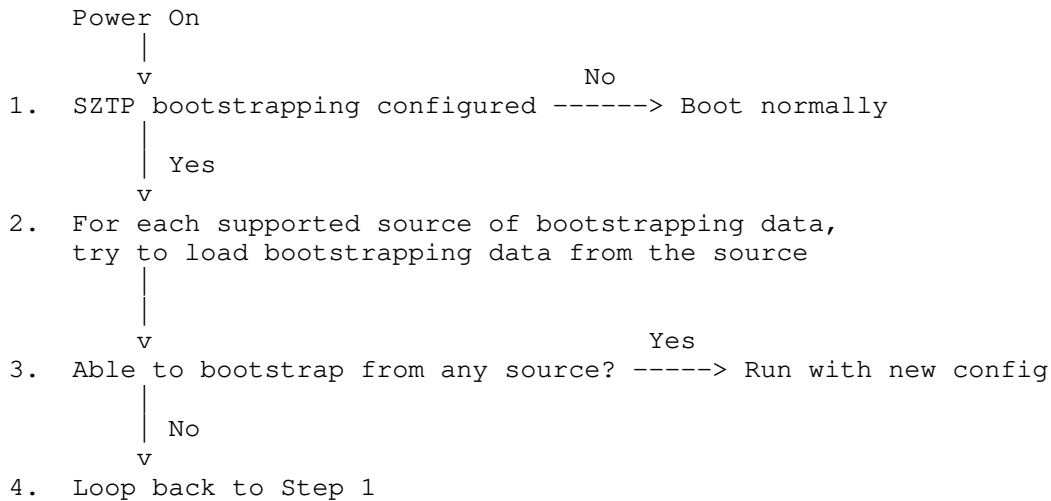 Power On
No
1. SZTP bootstrapping configured ------> Boot normally
Yes
v
2. For each supported source of bootstrapping data,
try to load bootstrapping data from the source
v Yes
3. Able to bootstrap from any source? -----> Run with new config
No
v
4. Loop back to Step 1